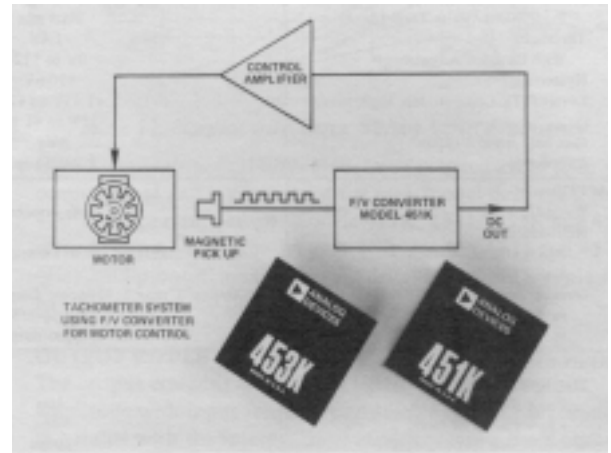 CONTROL
AMPLIFIER
F/V CONVERTER
MODEL 451K
DC
OUT
MAGNETIC
PICK UP
MOTOR
TACHOMETER SYSTEM
USING F/V CONVERTER
FOR MOTOR CONTROL
ANALOG
DEVICES
453K
ANALOG
DEVICES
451K